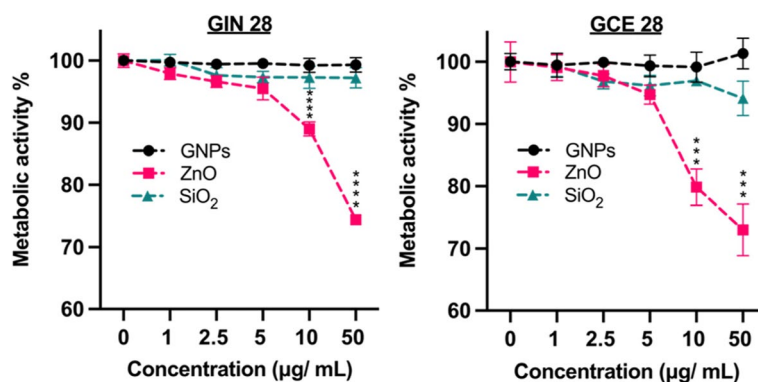 GIN 28
Metabolic activity %
100
90
80
70
60
GNPs
ZnO
SiO₂
****
****
0 1 2.5 5 10 50
Concentration (µg/ mL)
GCE 28
Metabolic activity %
100
90
80
70
60
GNPs
ZnO
SiO₂
***
***
0 1 2.5 5 10 50
Concentration (µg/ mL)